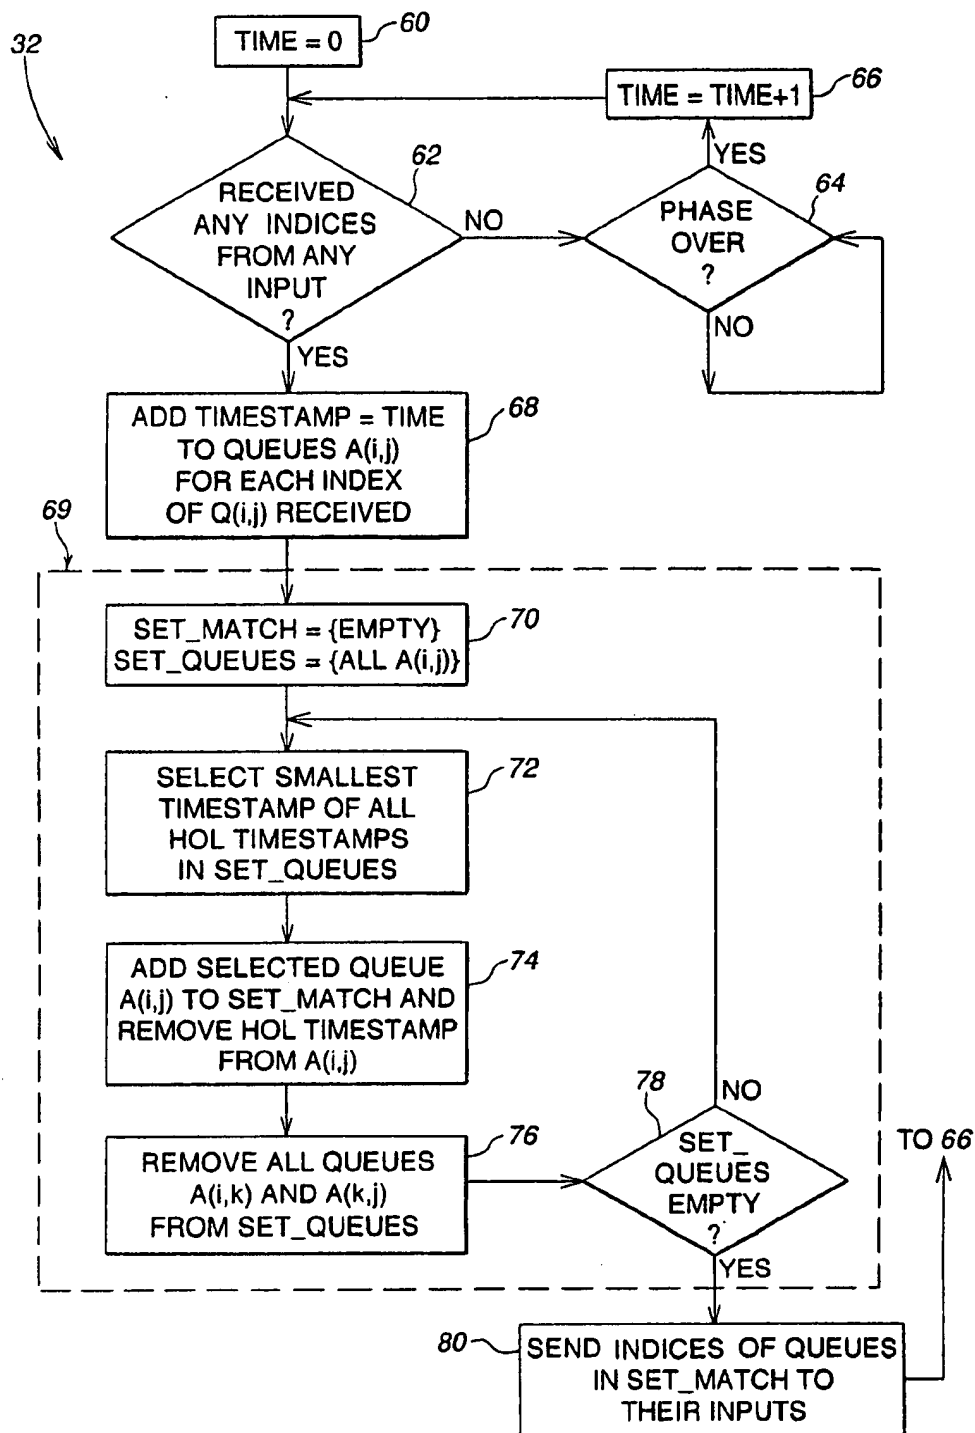 32
TIME = 0
60
TIME = TIME+1
66
YES
62
RECEIVED
ANY INDICES
FROM ANY
INPUT
?
NO
64
PHASE
OVER
?
NO
YES
ADD TIMESTAMP = TIME
TO QUEUES A(i,j)
FOR EACH INDEX
OF Q(i,j) RECEIVED
68
69
SET_MATCH = {EMPTY}
SET_QUEUES = {ALL A(i,j)}
70
SELECT SMALLEST
TIMESTAMP OF ALL
HOL TIMESTAMPS
IN SET_QUEUES
72
ADD SELECTED QUEUE
A(i,j) TO SET_MATCH AND
REMOVE HOL TIMESTAMP
FROM A(i,j)
74
REMOVE ALL QUEUES
A(i,k) AND A(k,j)
FROM SET_QUEUES
76
78
NO
SET_
QUEUES
EMPTY
?
YES
TO 66
80
SEND INDICES OF QUEUES
IN SET_MATCH TO
THEIR INPUTS